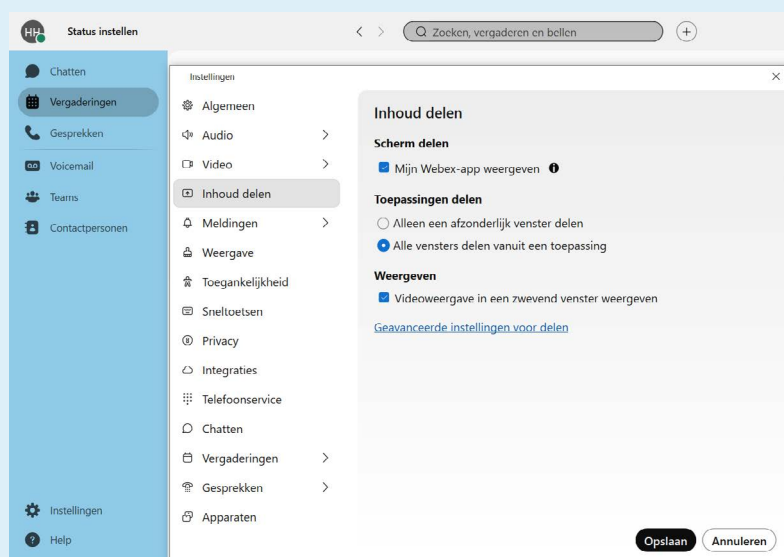 HH
Status instellen
Zoeken, vergaderen en bellen
Chatten
Vergaderingen
Gesprekken
Voicemail
Teams
Contactpersonen
Instellingen
Help
Instellingen
Algemeen
Audio
Video
Inhoud delen
Meldingen
Weergave
Toegankelijkheid
Sneltoetsen
Privacy
Integraties
Telefoonservice
Chatten
Vergaderingen
Gesprekken
Apparaten
Inhoud delen
Scherm delen
Mijn Webex-app weergeven
Toepassingen delen
Alleen een afzonderlijk venster delen
Alle vensters delen vanuit een toepassing
Weergeven
Videoweergave in een zwevend venster weergeven
Geavanceerde instellingen voor delen
Opslaan
Annuleren